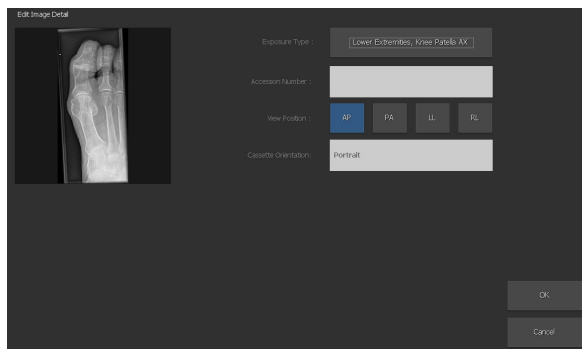 Edit Image Detail
Exposure Type :
Lower Extremities, Knee Patella AX
Accession Number :
View Position :
AP
PA
LL
RL
Cassette Orientation:
Portrait
OK
Cancel